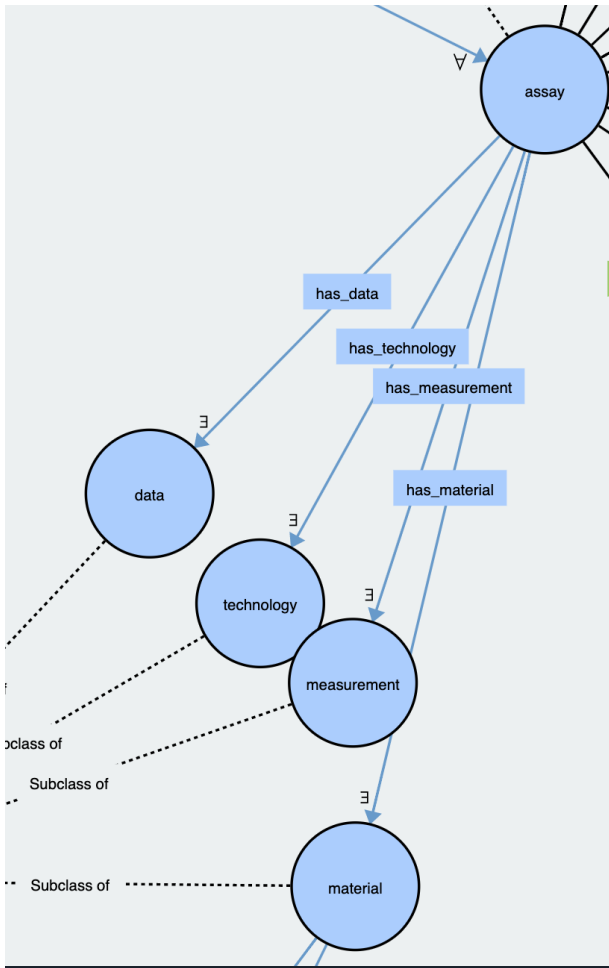 ∀
assay
has_data
has_technology
has_measurement
∃
data
has_material
∃
technology
∃
measurement
f
bclass of
Subclass of
∃
Subclass of
material